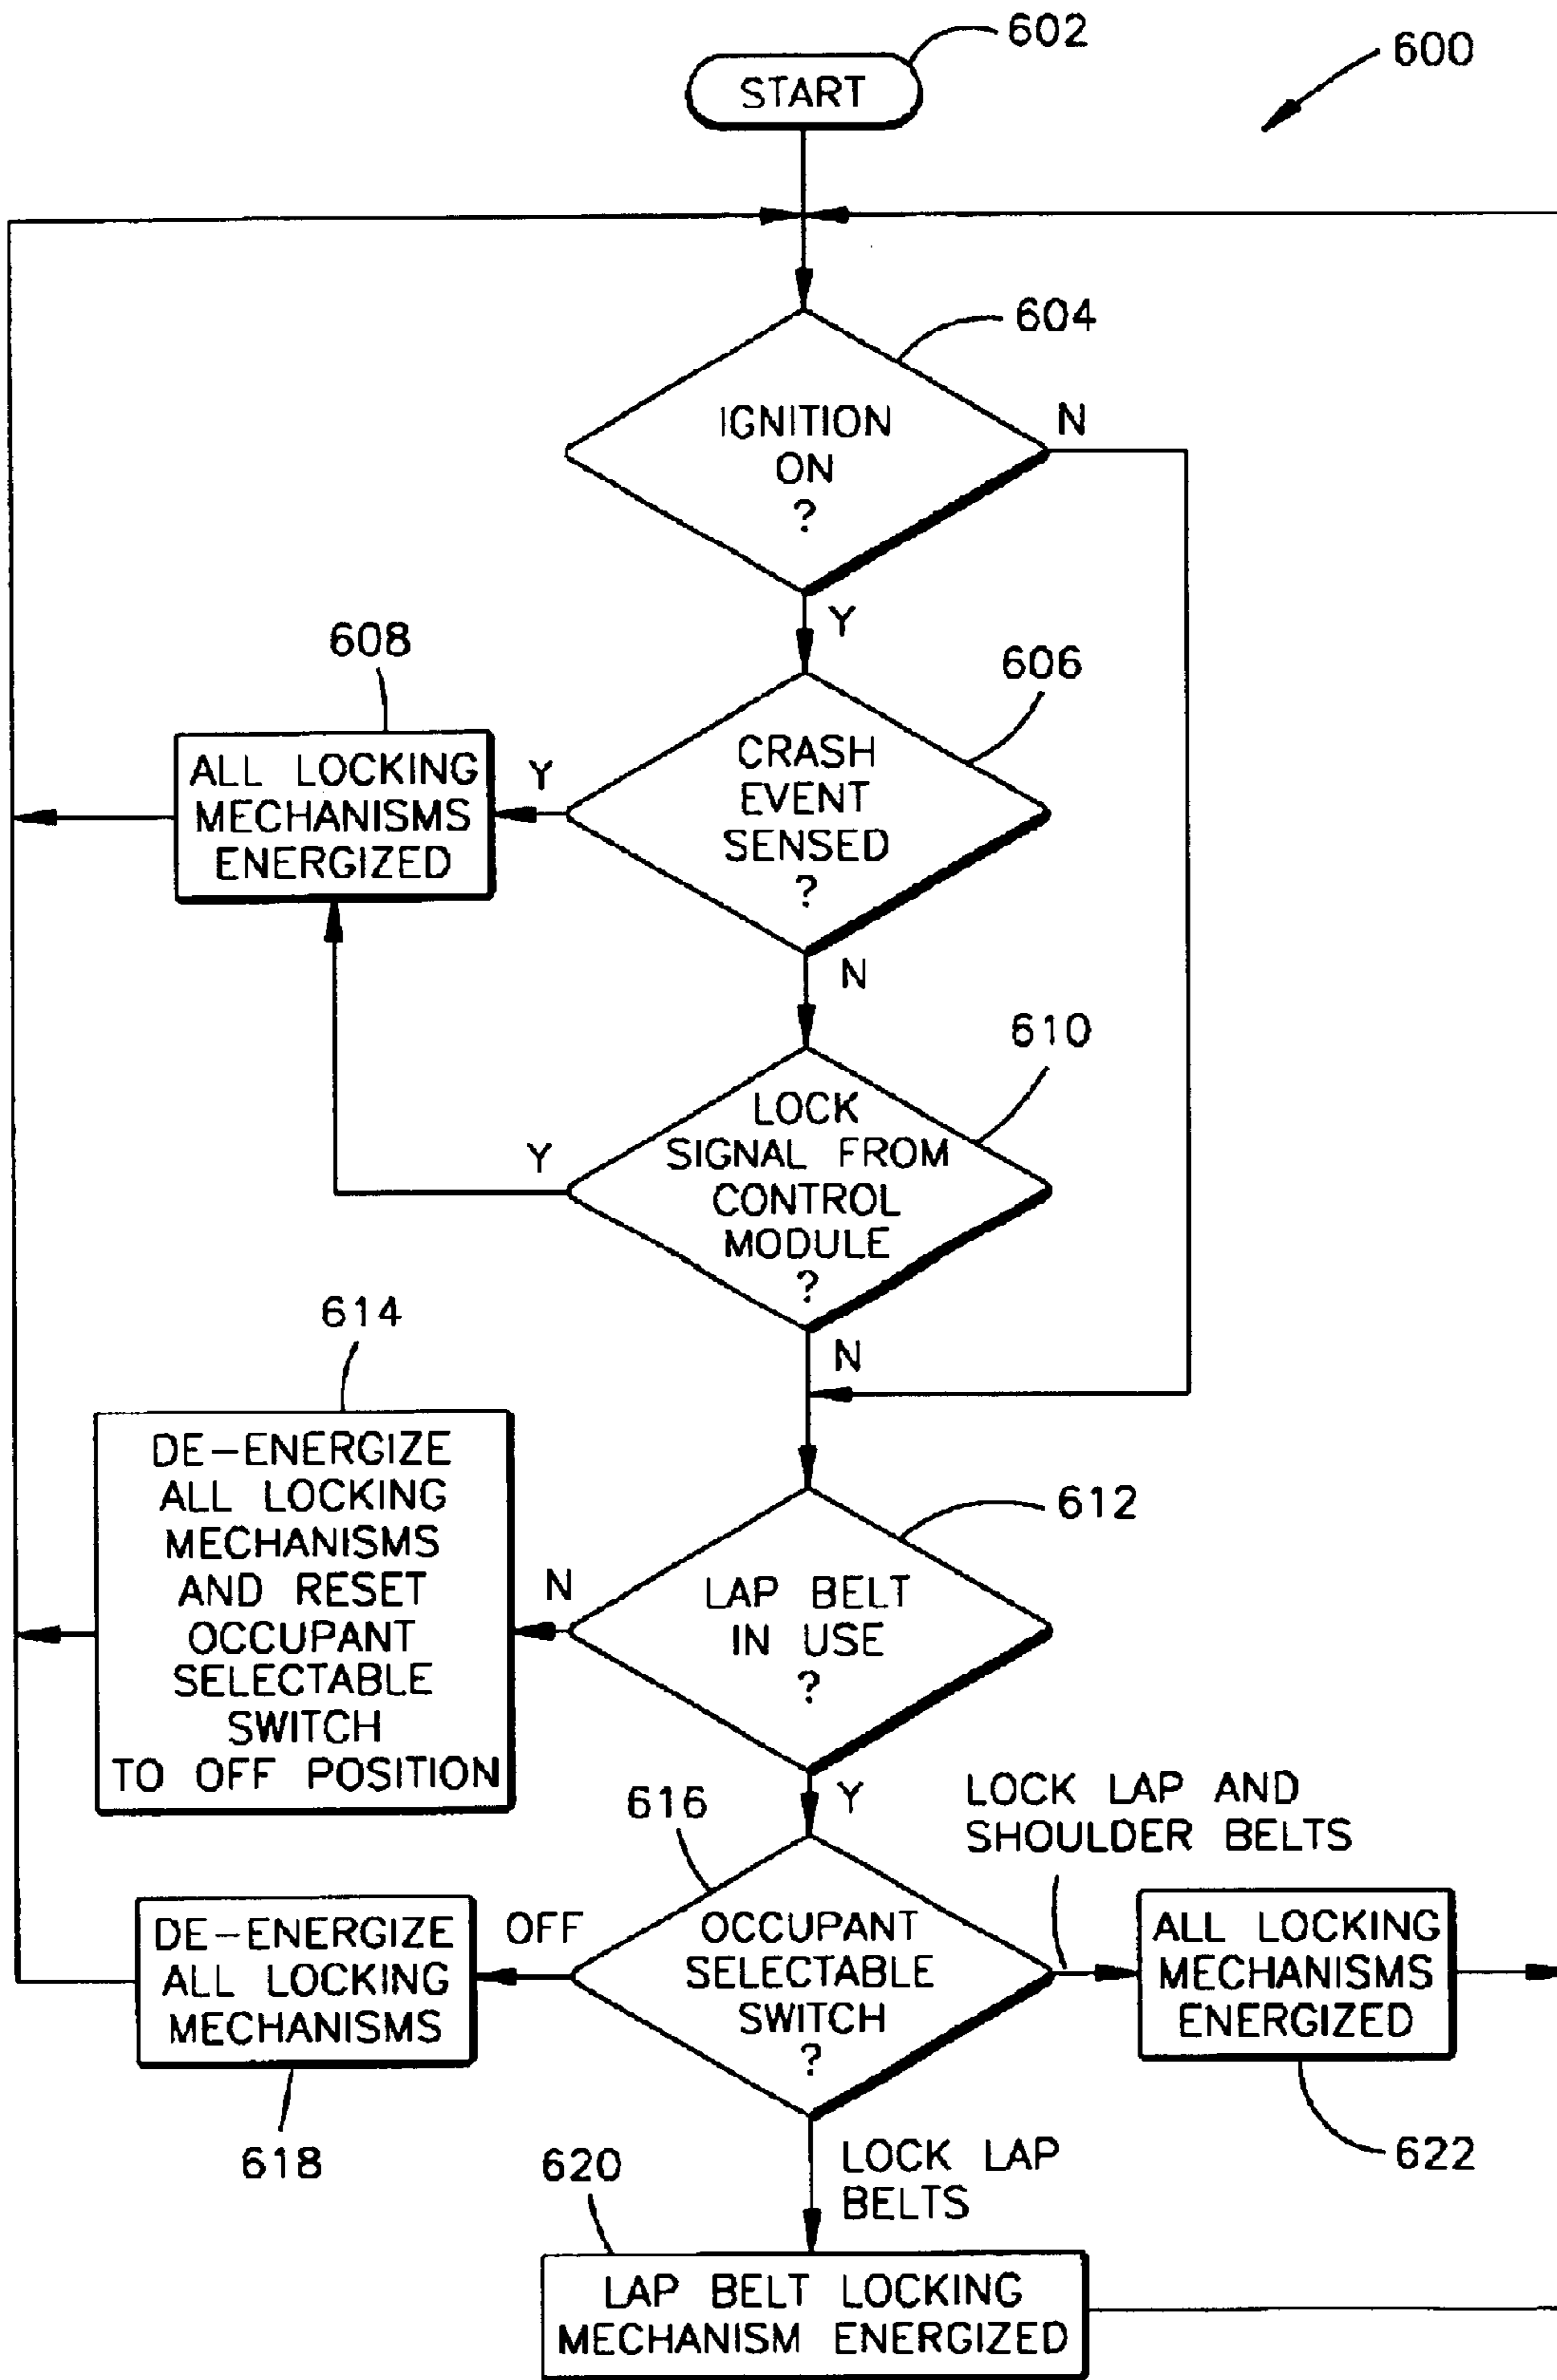 602
600
START
604
IGNITION
ON
?
N
Y
608
606
ALL LOCKING
MECHANISMS
ENERGIZED
Y
CRASH
EVENT
SENSED
?
N
610
LOCK
SIGNAL FROM
CONTROL
MODULE
?
Y
N
614
DE-ENERGIZE
ALL LOCKING
MECHANISMS
AND RESET
OCCUPANT
SELECTABLE
SWITCH
TO OFF POSITION
N
612
LAP BELT
IN USE
?
Y
616
LOCK LAP AND
SHOULDER BELTS
OFF
DE-ENERGIZE
ALL LOCKING
MECHANISMS
OCCUPANT
SELECTABLE
SWITCH
?
ALL LOCKING
MECHANISMS
ENERGIZED
618
620
LOCK LAP
BELTS
622
LAP BELT LOCKING
MECHANISM ENERGIZED